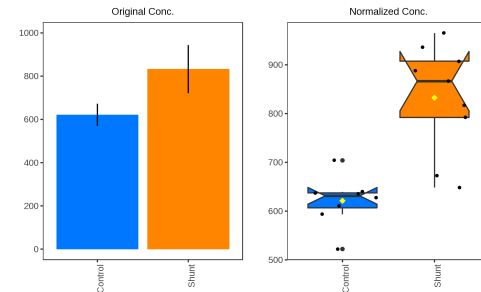 Original Conc.
1000
800
600
400
200
0
Control
Shunt
Normalized Conc.
900
800
700
600
500
Control
Shunt